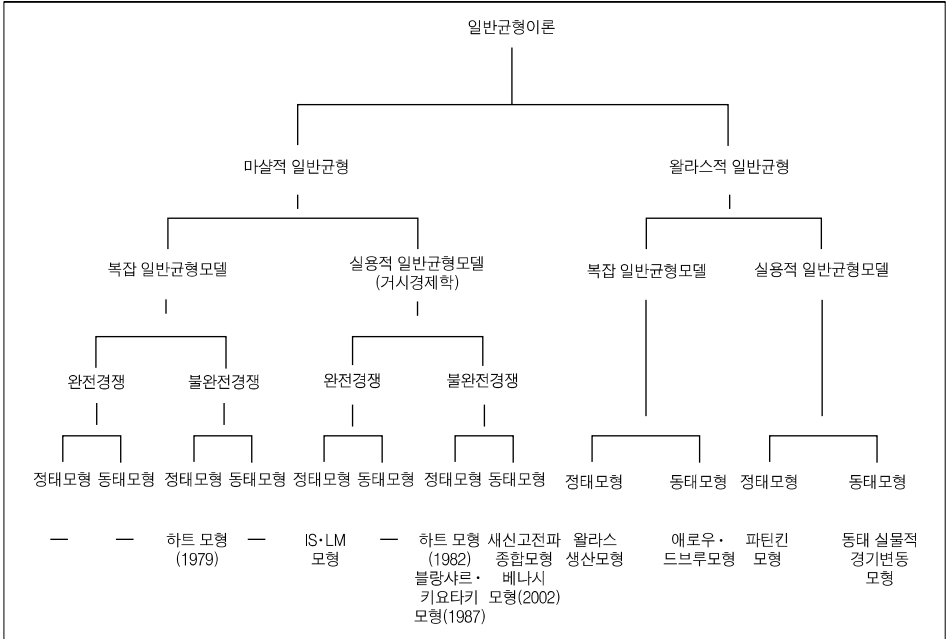 일반균형이론
마샬적 일반균형
왈라스적 일반균형
복잡 일반균형모델
실용적 일반균형모델
(거시경제학)
복잡 일반균형모델
실용적 일반균형모델
완전경쟁
불완전경쟁
완전경쟁
불완전경쟁
정태모형
동태모형
정태모형
동태모형
정태모형
동태모형
정태모형
동태모형
정태모형
동태모형
정태모형
동태모형
—
—
하트 모형
(1979)
—
IS·LM
모형
—
하트 모형
(1982)
블랑샤르·
키요타키
모형(1987)
새신고전파
종합모형
베나시
모형(2002)
왈라스
생산모형
애로우·
드브루모형
파틴킨
모형
동태 실물적
경기변동
모형